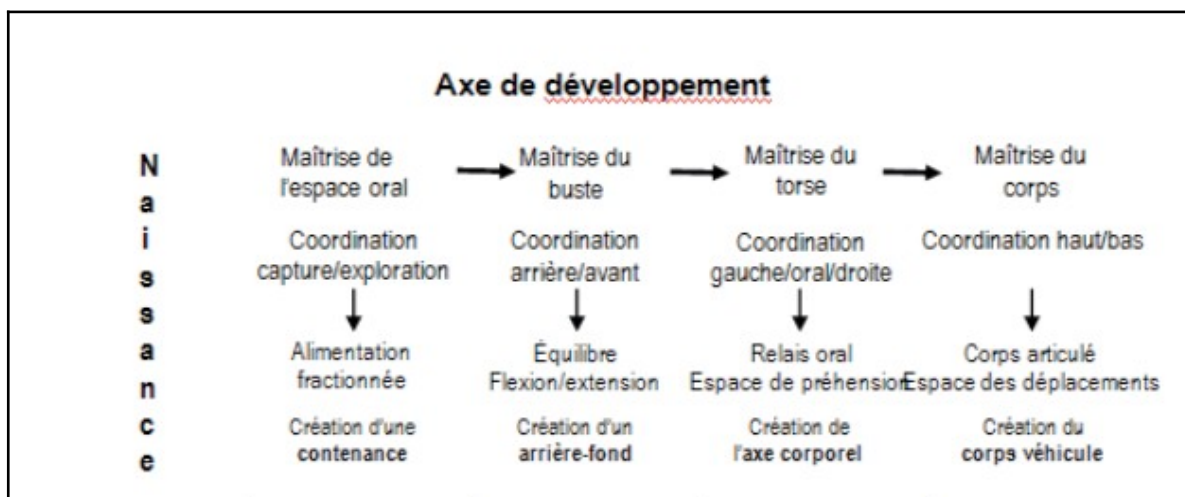 Axe de développement
Naissance
Maîtrise de
l'espace oral
Maîtrise du
buste
Maîtrise du
torse
Maîtrise du
corps
Coordination
capture/exploration
Coordination
arrière/avant
Coordination
gauche/oral/droite
Coordination haut/bas
Alimentation
fractionnée
Équilibre
Flexion/extension
Relais oral
Espace de préhension
Corps articulé
Espace des déplacements
Création d'une
contenance
Création d'un
arrière-fond
Création de
l'axe corporel
Création du
corps véhicule